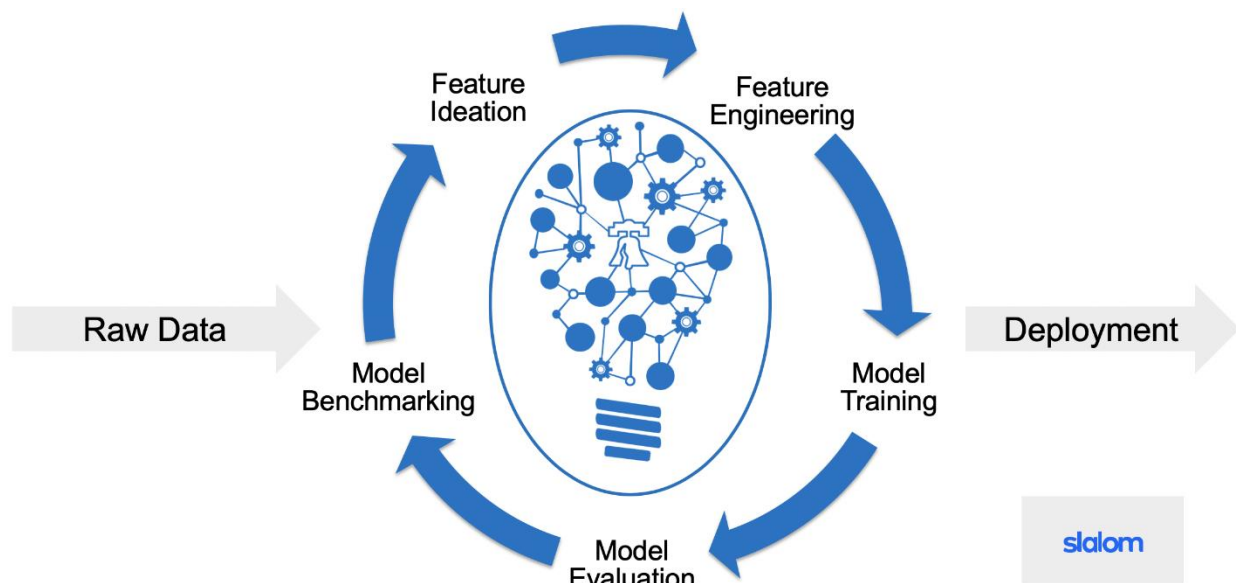 Feature
Ideation
Feature
Engineering
Raw Data
Deployment
Model
Benchmarking
Model
Training
Model
Evaluation
slalom